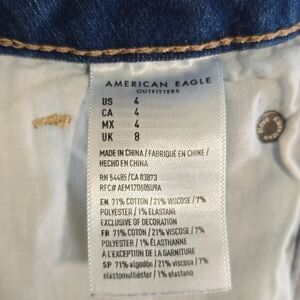 AMERICAN EAGLE
OUTFITTERS
US 4
CA 4
MX 4
UK 8
MADE IN CHINA / FABRIQUÉ EN CHINE /
HECHO EN CHINA
RN 54485/CA 03873
RFC# AEM120605U9A
EXCLUSIVE OF DECORATION
EN 71% COTTON / 21% VISCOSE / 7%
POLYESTER / 1% ELASTANE
FR 71% COTON / 21% VISCOSE / 7%
POLYESTER / 1% ÉLASTHANNE
À L'EXCEPTION DE LA GARNITURE
SP 71% algodón / 21% viscosa / 7%
elastomultiéster / 1% elastano